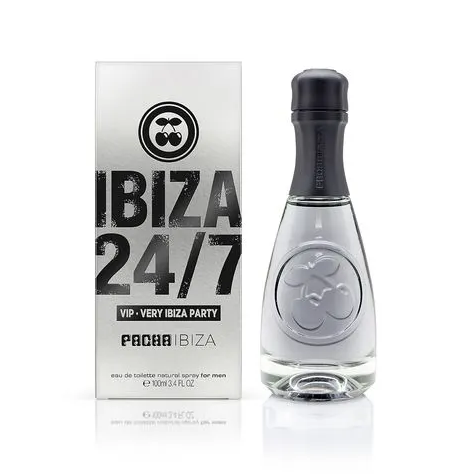 IBIZA
24/7
VIP · VERY IBIZA PARTY
PACHA IBIZA
eau de toilette natural spray for men
℮ 100ml 3.4 FL.OZ